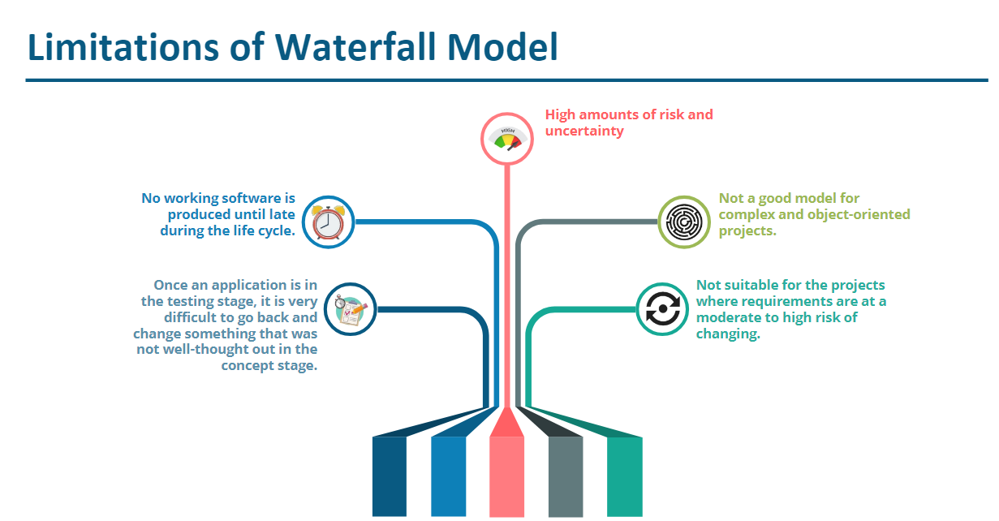 Limitations of Waterfall Model
High amounts of risk and
uncertainty
HIGH
No working software is
produced until late
during the life cycle.
Not a good model for
complex and object-oriented
projects.
Once an application is in
the testing stage, it is very
difficult to go back and
change something that was
not well-thought out in the
concept stage.
Not suitable for the projects
where requirements are at a
moderate to high risk of
changing.